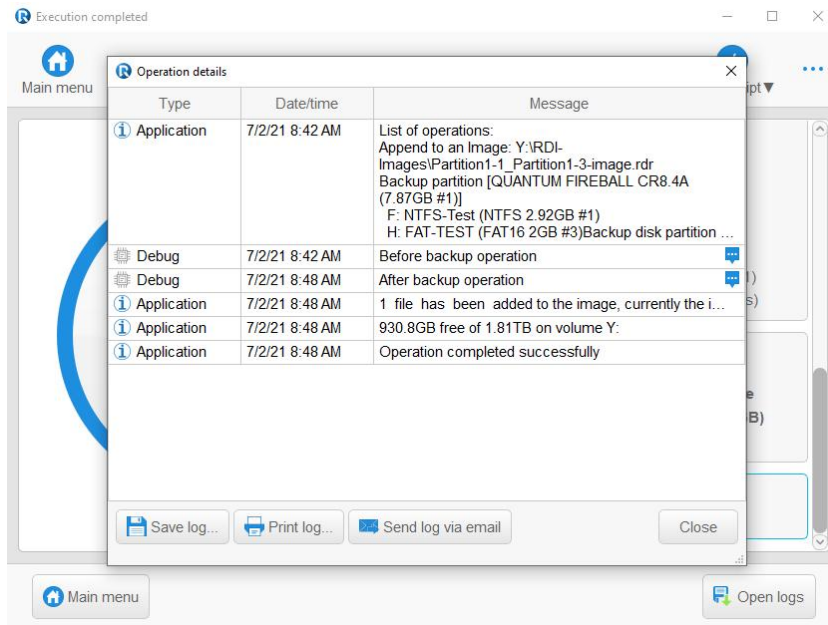 Execution completed
Main menu
ipt▼
Operation details
Type Date/time Message
Application 7/2/21 8:42 AM List of operations:
Append to an Image: Y:\RDI-
Images\Partition1-1_Partition1-3-image.rdr
Backup partition [QUANTUM FIREBALL CR8.4A
(7.87GB #1)]
F: NTFS-Test (NTFS 2.92GB #1)
H: FAT-TEST (FAT16 2GB #3)Backup disk partition ...
Debug 7/2/21 8:42 AM Before backup operation
Debug 7/2/21 8:48 AM After backup operation
Application 7/2/21 8:48 AM 1 file has been added to the image, currently the i...
Application 7/2/21 8:48 AM 930.8GB free of 1.81TB on volume Y:
Application 7/2/21 8:48 AM Operation completed successfully
1)
s)
e
B)
Save log... Print log... Send log via email Close
Main menu Open logs